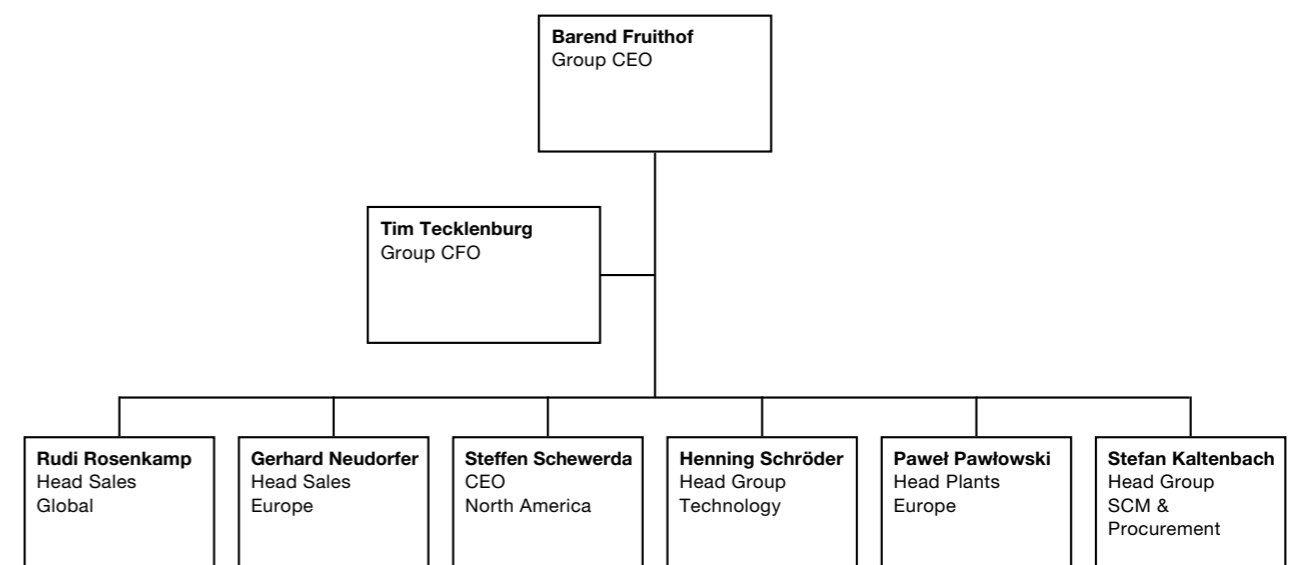 Barend Fruithof
Group CEO
Tim Tecklenburg
Group CFO
Rudi Rosenkamp
Head Sales
Global
Gerhard Neudorfer
Head Sales
Europe
Steffen Schewerda
CEO
North America
Henning Schröder
Head Group
Technology
Paweł Pawłowski
Head Plants
Europe
Stefan Kaltenbach
Head Group
SCM &
Procurement